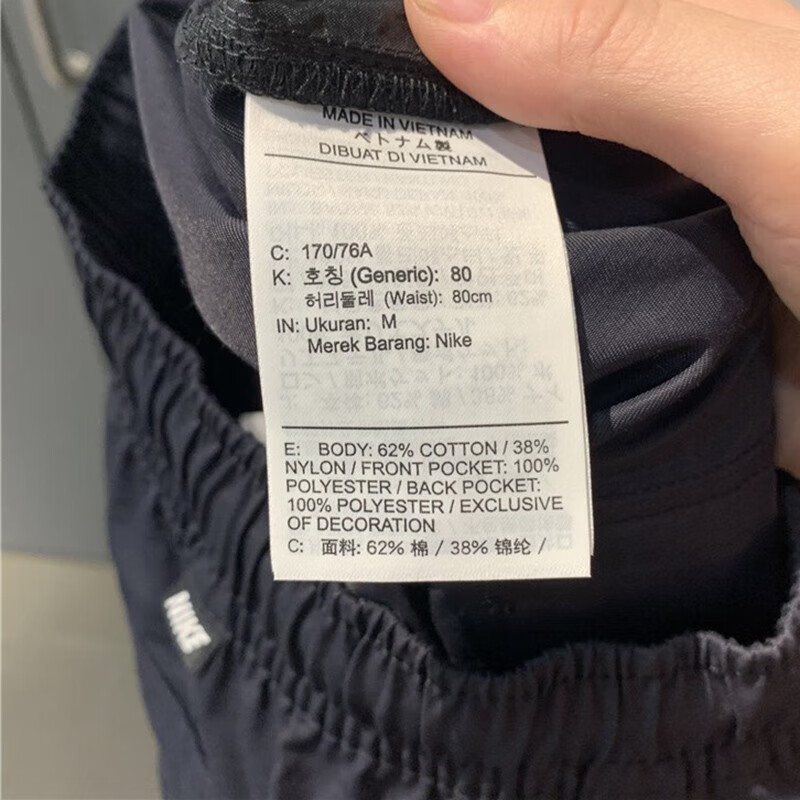 MADE IN VIETNAM
ベトナム製
DIBUAT DI VIETNAM
C: 170/76A
K: 호칭 (Generic): 80
허리둘레 (Waist): 80cm
IN: Ukuran: M
Merek Barang: Nike
E: BODY: 62% COTTON / 38%
NYLON / FRONT POCKET: 100%
POLYESTER / BACK POCKET:
100% POLYESTER / EXCLUSIVE
OF DECORATION
C: 面料: 62% 棉 / 38% 锦纶 /
NIKE